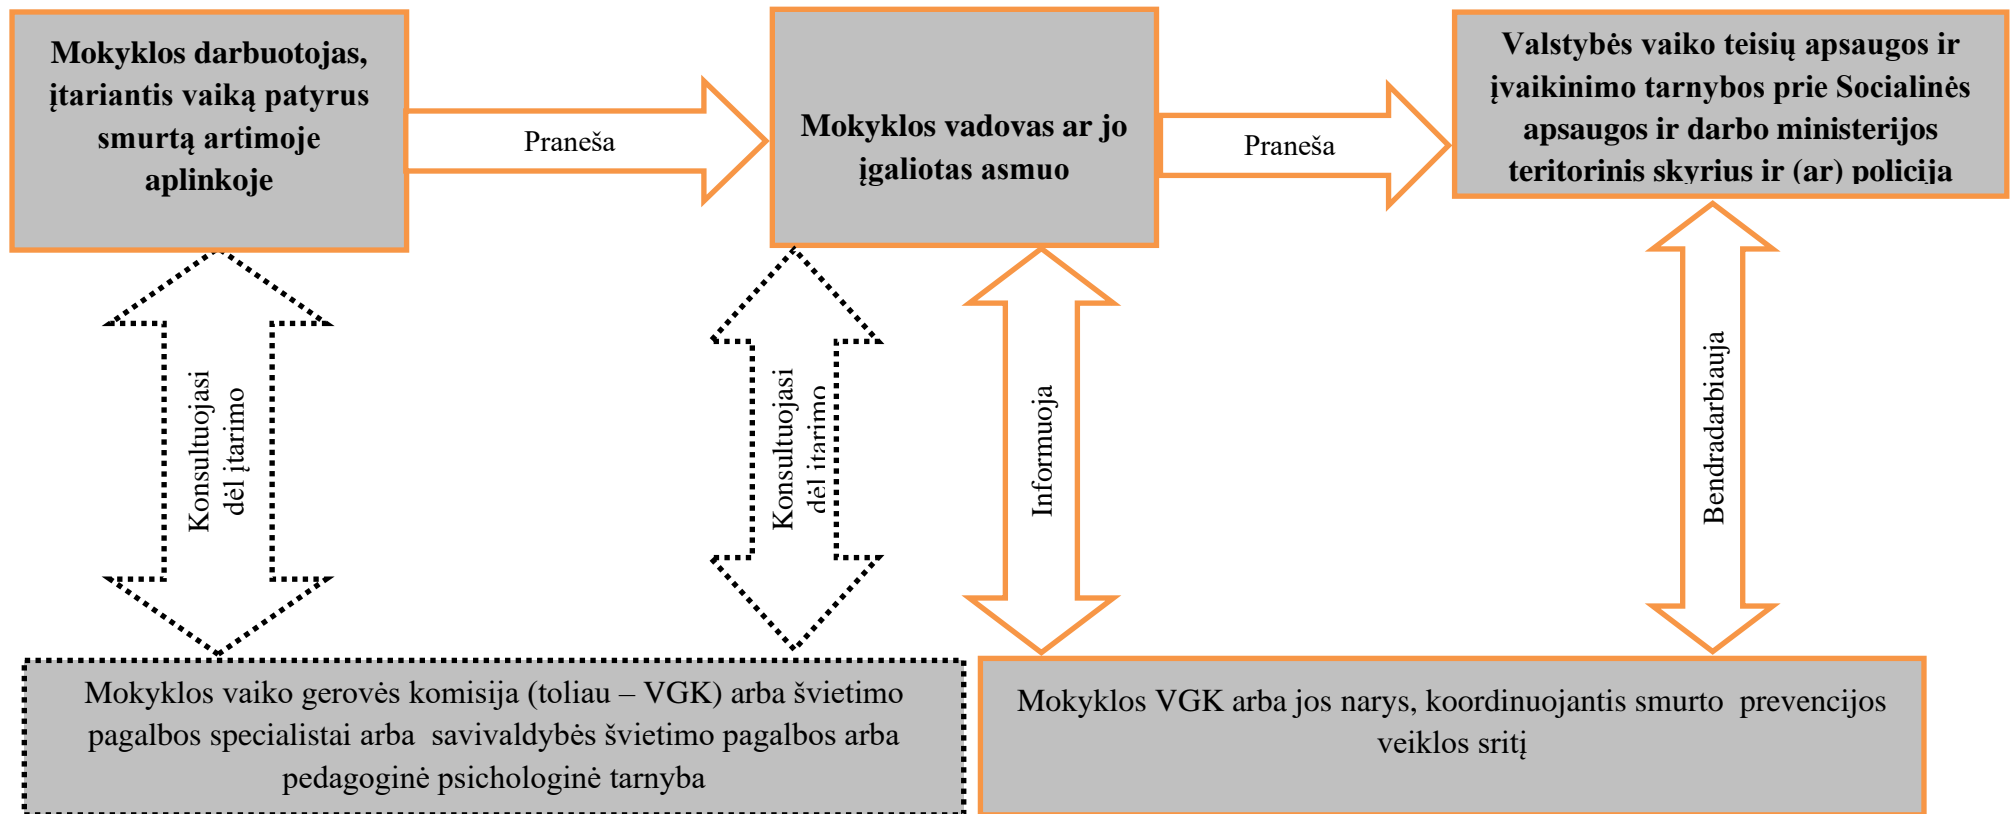 Mokyklos darbuotojas,
įtariantis vaiką patyrus
smurtą artimoje
aplinkoje
Praneša
Mokyklos vadovas ar jo
įgaliotas asmuo
Praneša
Valstybės vaiko teisių apsaugos ir
įvaikinimo tarnybos prie Socialinės
apsaugos ir darbo ministerijos
teritorinis skyrius ir (ar) policija
Konsultuojasi
dėl įtarimo
Konsultuojasi
dėl įtarimo
Informuoja
Bendradarbiauja
Mokyklos vaiko gerovės komisija (toliau – VGK) arba švietimo
pagalbos specialistai arba  savivaldybės švietimo pagalbos arba
pedagoginė psichologinė tarnyba
Mokyklos VGK arba jos narys, koordinuojantis smurto  prevencijos
veiklos sritį